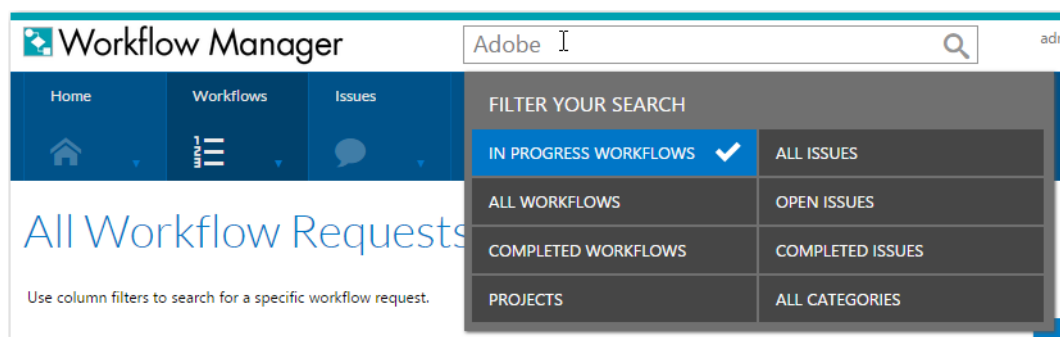 Workflow Manager
Adobe
Home
Workflows
Issues
FILTER YOUR SEARCH
IN PROGRESS WORKFLOWS
ALL ISSUES
ALL WORKFLOWS
OPEN ISSUES
COMPLETED WORKFLOWS
COMPLETED ISSUES
PROJECTS
ALL CATEGORIES
All Workflow Requests
Use column filters to search for a specific workflow request.